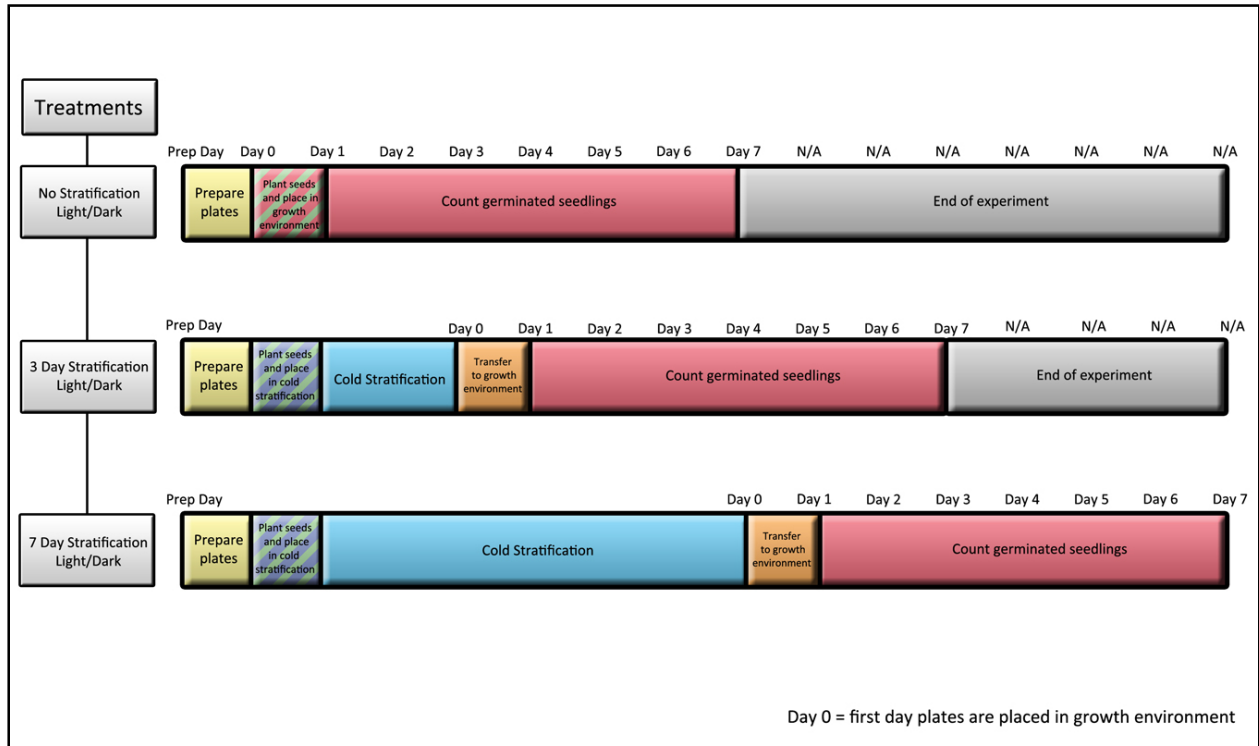 Treatments
Prep Day Day 0 Day 1 Day 2 Day 3 Day 4 Day 5 Day 6 Day 7 N/A N/A N/A N/A N/A N/A N/A
No Stratification
Light/Dark
Prepare
plates
Plant seeds
and place in
growth
environment
Count germinated seedlings
End of experiment
Prep Day Day 0 Day 1 Day 2 Day 3 Day 4 Day 5 Day 6 Day 7 N/A N/A N/A N/A
3 Day Stratification
Light/Dark
Prepare
plates
Plant seeds
and place
in cold
stratification
Cold Stratification
Transfer
to growth
environment
Count germinated seedlings
End of experiment
Prep Day Day 0 Day 1 Day 2 Day 3 Day 4 Day 5 Day 6 Day 7
7 Day Stratification
Light/Dark
Prepare
plates
Plant seeds
and place
in cold
stratification
Cold Stratification
Transfer
to growth
environment
Count germinated seedlings
Day 0 = first day plates are placed in growth environment